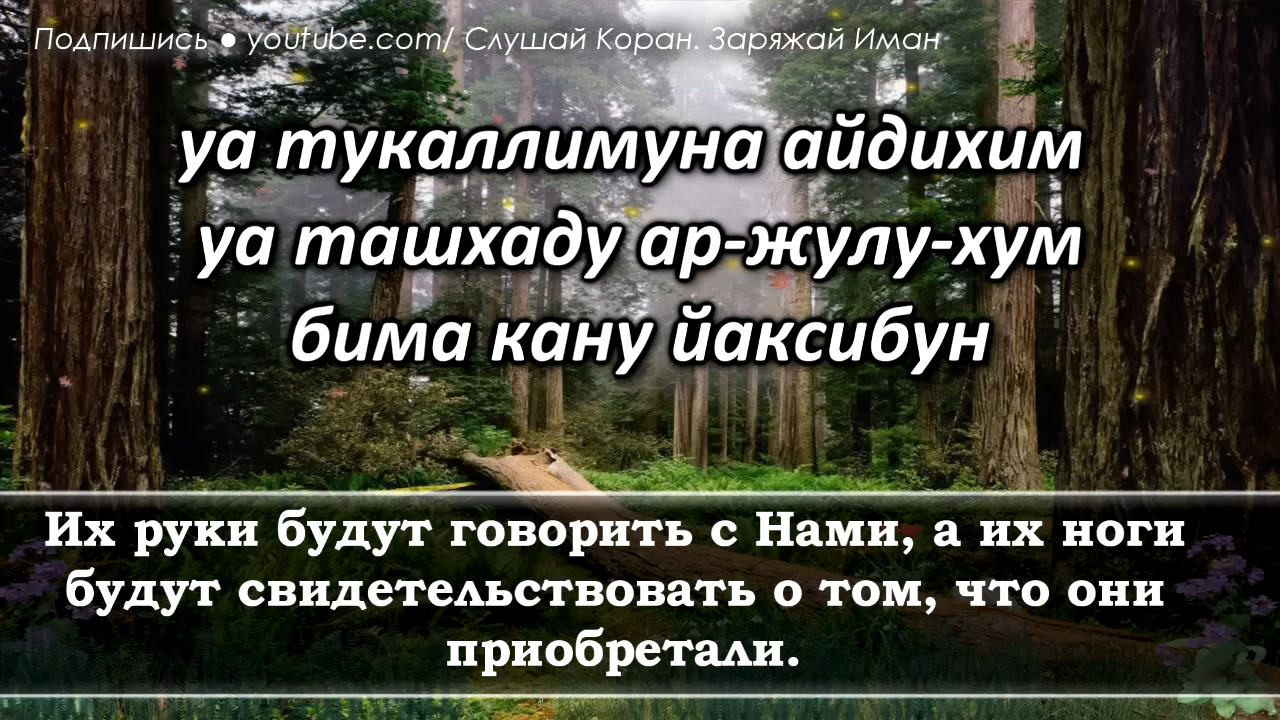 Подпишись ● youtube.com/ Слушай Коран. Заряжай Иман
уа тукаллимуна айдихим
уа ташхаду ар-жулу-хум
бима кану йаксибун
Их руки будут говорить с Нами, а их ноги
будут свидетельствовать о том, что они
приобретали.